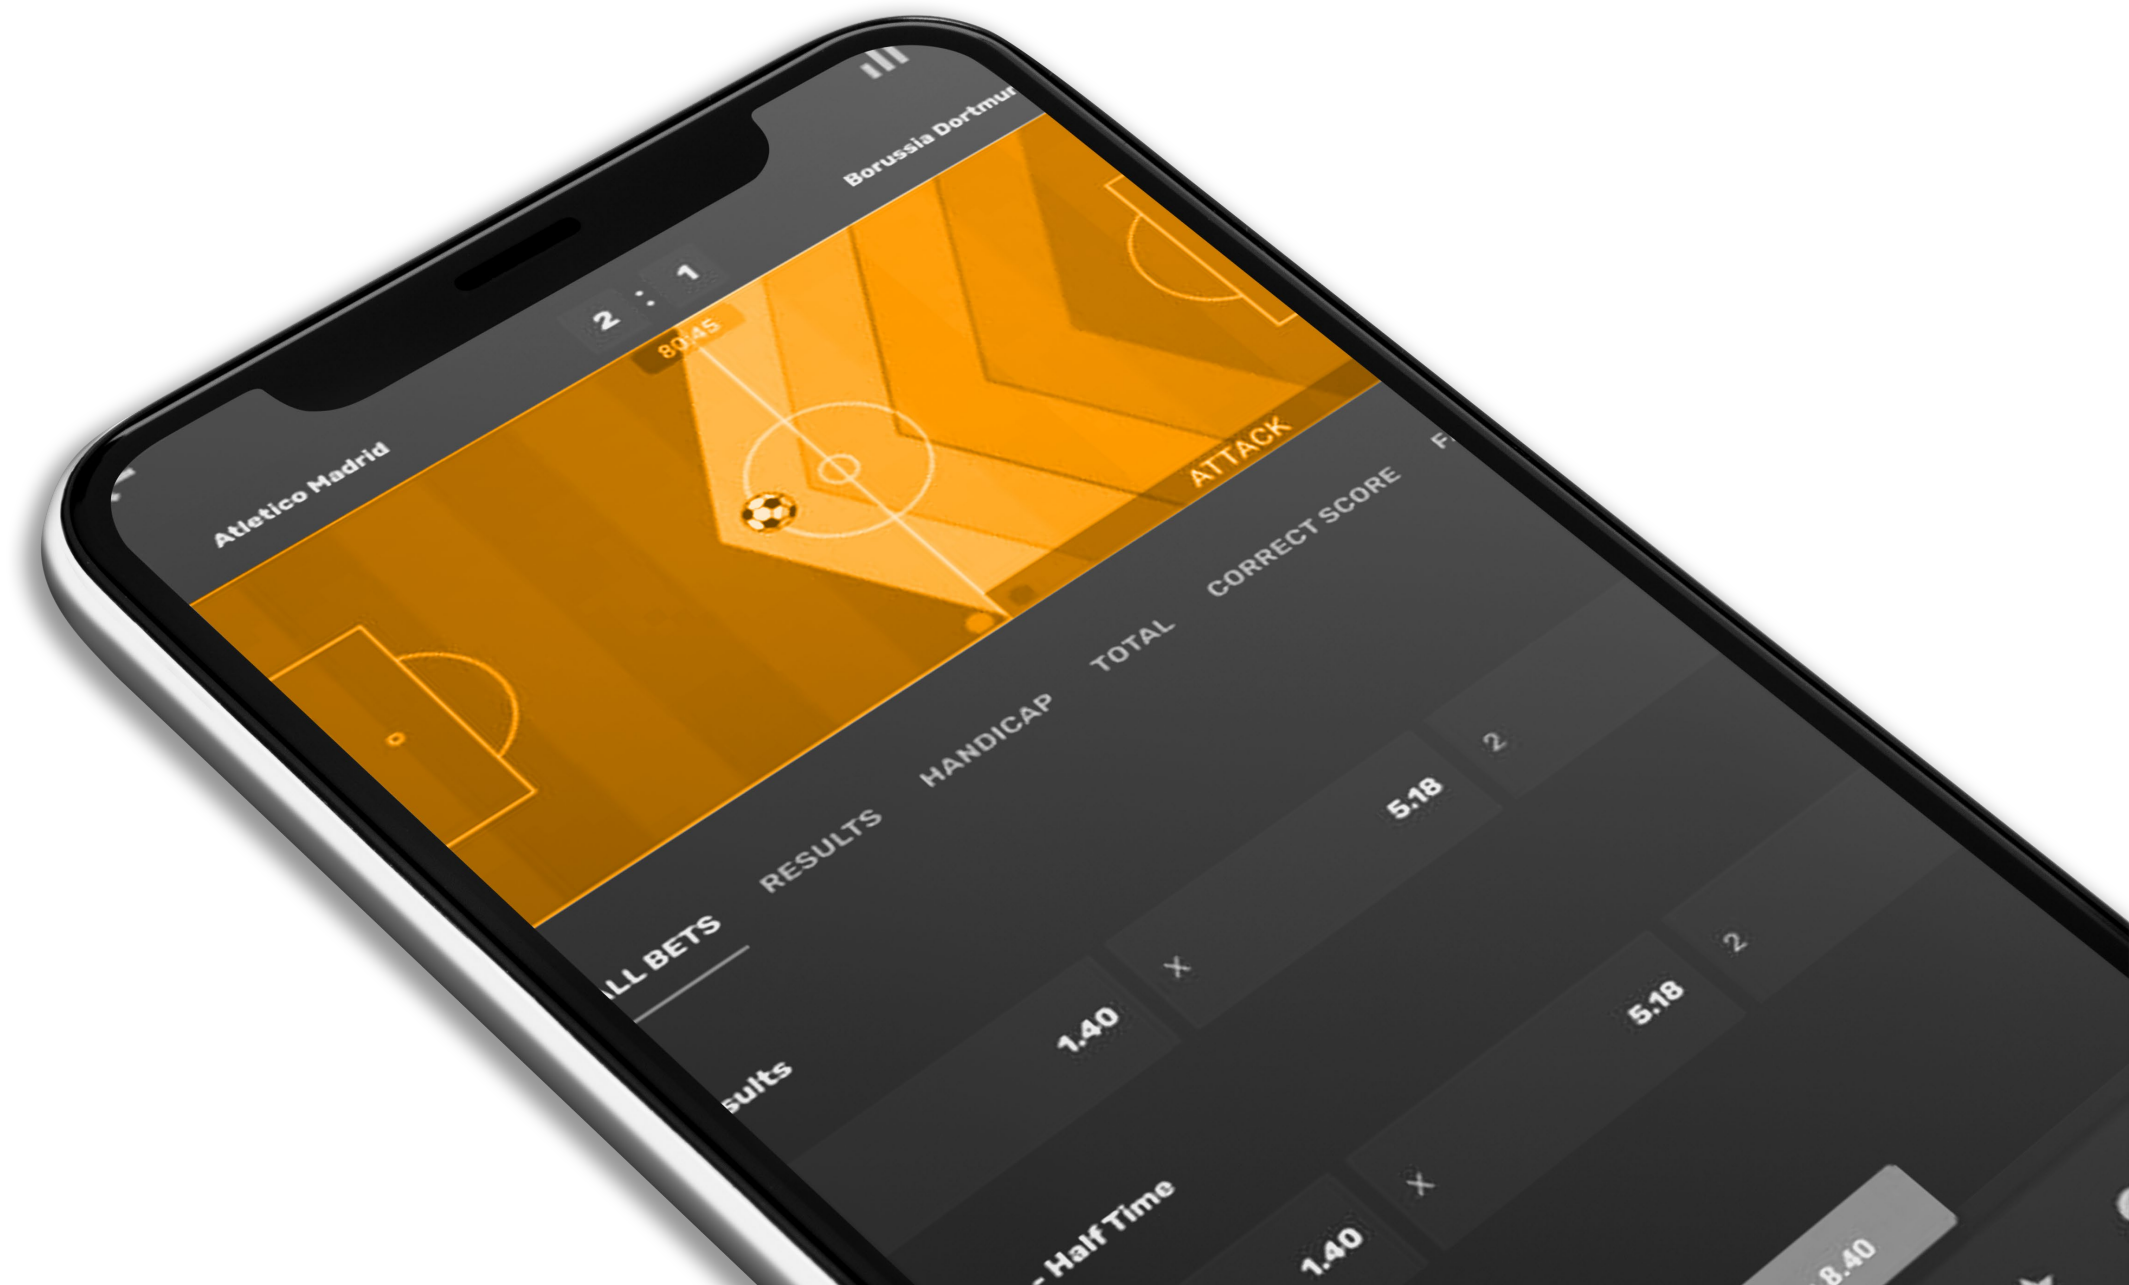 Atletico Madrid
2 : 1
Borussia Dortmun
80:45
ATTACK
ALL BETS
RESULTS
HANDICAP
TOTAL
CORRECT SCORE
F
sults
1.40
X
5.18
2
- Half Time
1.40
X
5.18
2
8.40